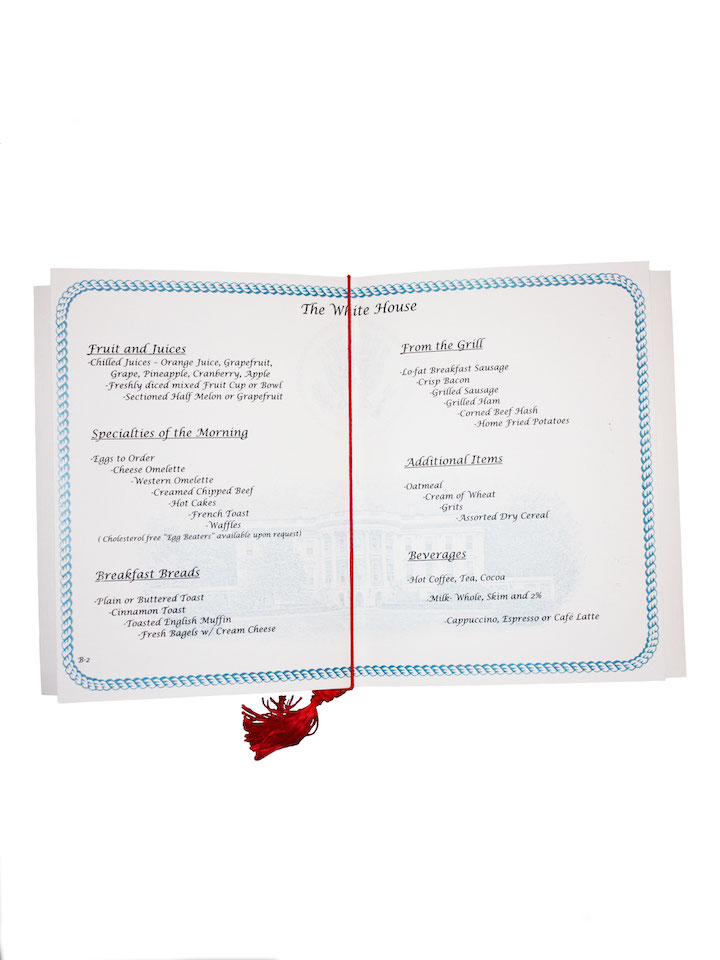 The White House
Fruit and Juices
-Chilled Juices – Orange Juice, Grapefruit,
Grape, Pineapple, Cranberry, Apple
-Freshly diced mixed Fruit Cup or Bowl
-Sectioned Half Melon or Grapefruit
Specialties of the Morning
-Eggs to Order
-Cheese Omelette
-Western Omelette
-Creamed Chipped Beef
-Hot Cakes
-French Toast
-Waffles
( Cholesterol free "Egg Beaters" available upon request)
Breakfast Breads
-Plain or Buttered Toast
-Cinnamon Toast
-Toasted English Muffin
-Fresh Bagels w/ Cream Cheese
B-2
From the Grill
-Lo-fat Breakfast Sausage
-Crisp Bacon
-Grilled Sausage
-Grilled Ham
-Corned Beef Hash
-Home Fried Potatoes
Additional Items
-Oatmeal
-Cream of Wheat
-Grits
-Assorted Dry Cereal
Beverages
-Hot Coffee, Tea, Cocoa
-Milk- Whole, Skim and 2%
-Cappuccino, Espresso or Café Latte